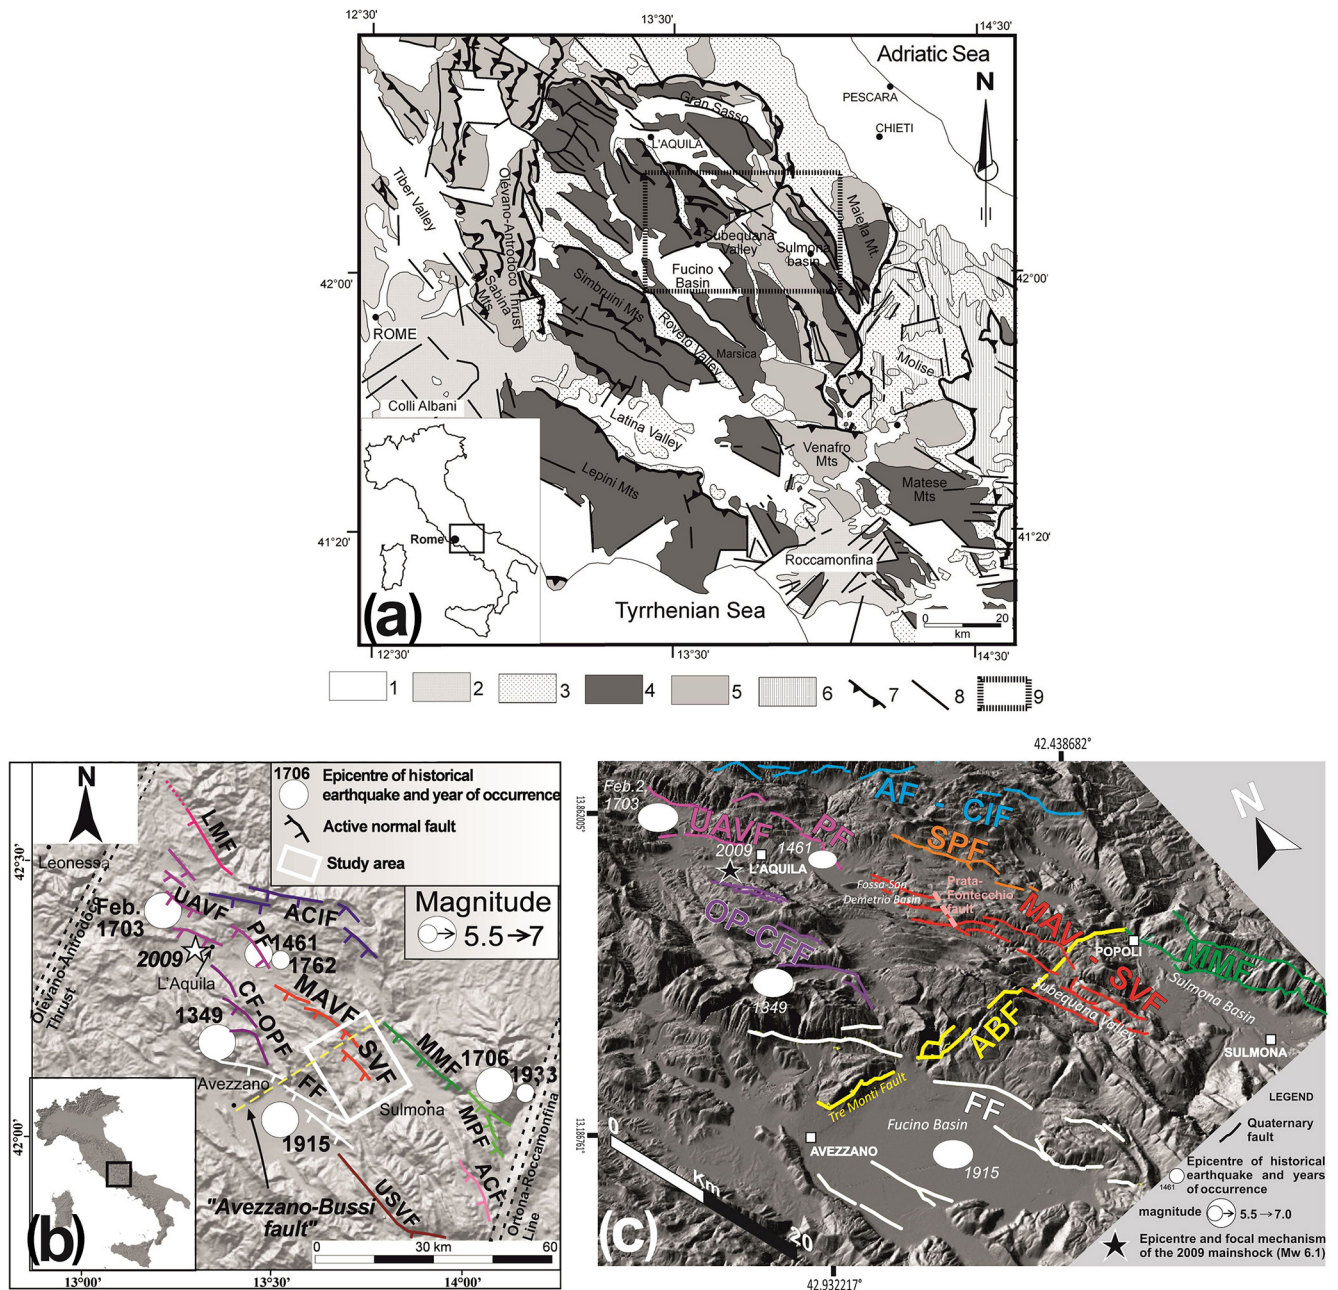 12°30'
13°30'
14°30'
Adriatic Sea
N
PESCARA
CHIETI
Gran Sasso
L'AQUILA
Tiber Valley
Olevano-Antrodoco Thrust
Sabina
Mts
Maiella Mt.
Subequana
Valley
Sulmona
basin
Fucino
Basin
42°00'
42°00'
Simbruini Mts
Roveto Valley
Marsica
ROME
Molise
Colli Albani
Latina Valley
Venafro
Mts
Lepini Mts
Matese
Mts
Rome
41°20'
41°20'
Roccamonfina
Tyrrhenian Sea
(a)
0 20
km
12°30'
13°30'
14°30'
1 2 3 4 5 6 7 8 9
N
1706 Epicentre of historical
earthquake and year of occurrence
Active normal fault
Study area
Magnitude
5.5→7
42°30'
Leonessa
LMF
Olevano-Antrodoco
Thrust
UAVF
ACIF
Feb.
1703
PF
1461
2009
1762
L'Aquila
CF-OPF
MAVF
1349
SVF
MMF
1706
1933
FF
Avezzano
Sulmona
42°00'
1915
MPF
ACF
Ortona-Roccamonfina
Line
"Avezzano-Bussi
fault"
USVF
(b)
0 30 km 60
13°00'
13°30'
14°00'
42.438682°
13.862005°
Feb.2,
1703
AF - CIF
N
UAVF
PF
SPF
2009
1461
L'AQUILA
Fossa-San
Demetrio Basin
Prata-
Fontecchio
fault
OP-CFF
MAVF - SVF
POPOLI
MMF
Sulmona Basin
1349
Subequana Valley
ABF
SULMONA
Tre Monti Fault
FF
LEGEND
Fucino Basin
Quaternary
fault
13.186761°
AVEZZANO
1915
Epicentre of historical
earthquake and years
1461 of occurrence
magnitude 5.5→7.0
0
Km
20
Epicentre and focal mechanism
of the 2009 mainshock (Mw 6.1)
(c)
42.932217°